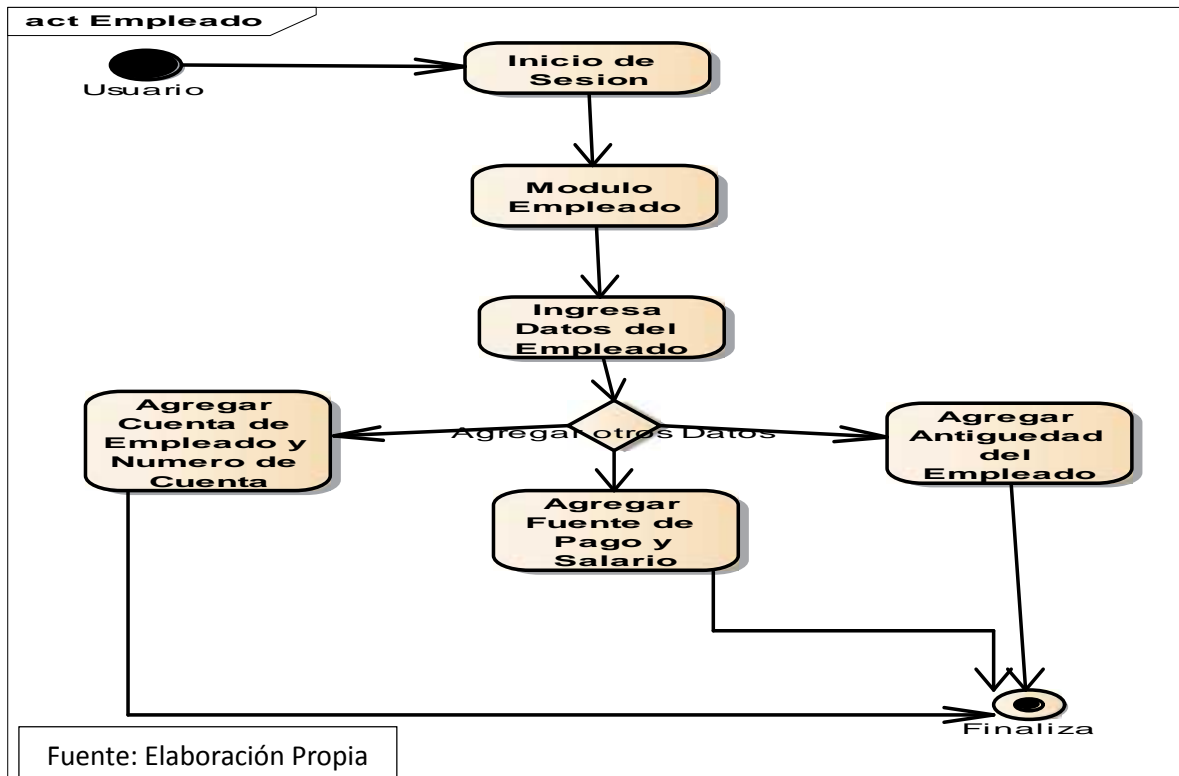 act Empleado
Usuario
Inicio de
Sesion
Modulo
Empleado
Ingresa
Datos del
Empleado
Agregar
Cuenta de
Empleado y
Numero de
Cuenta
Agregar otros Datos
Agregar
Antiguedad
del
Empleado
Agregar
Fuente de
Pago y
Salario
Finaliza
Fuente: Elaboración Propia